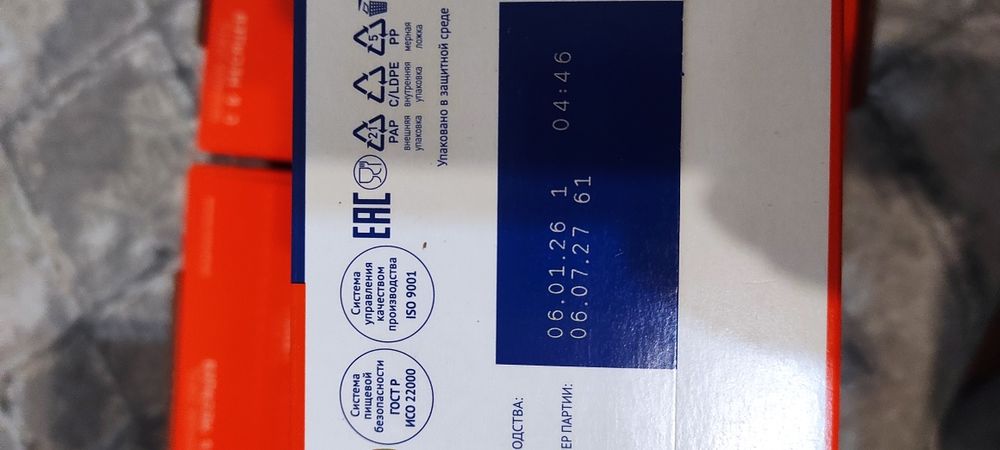 Система
пищевой
безопасности
ГОСТ Р
ИСО 22000
Система
управления
качеством
производства
ISO 9001
EAC
21
PAP
внешняя
упаковка
C/LDPE
внутренняя
упаковка
5
PP
мерная
ложка
Упаковано в защитной среде
ОДСТВА:
ЕР ПАРТИИ:
06.01.26 1 04:46
06.07.27 61